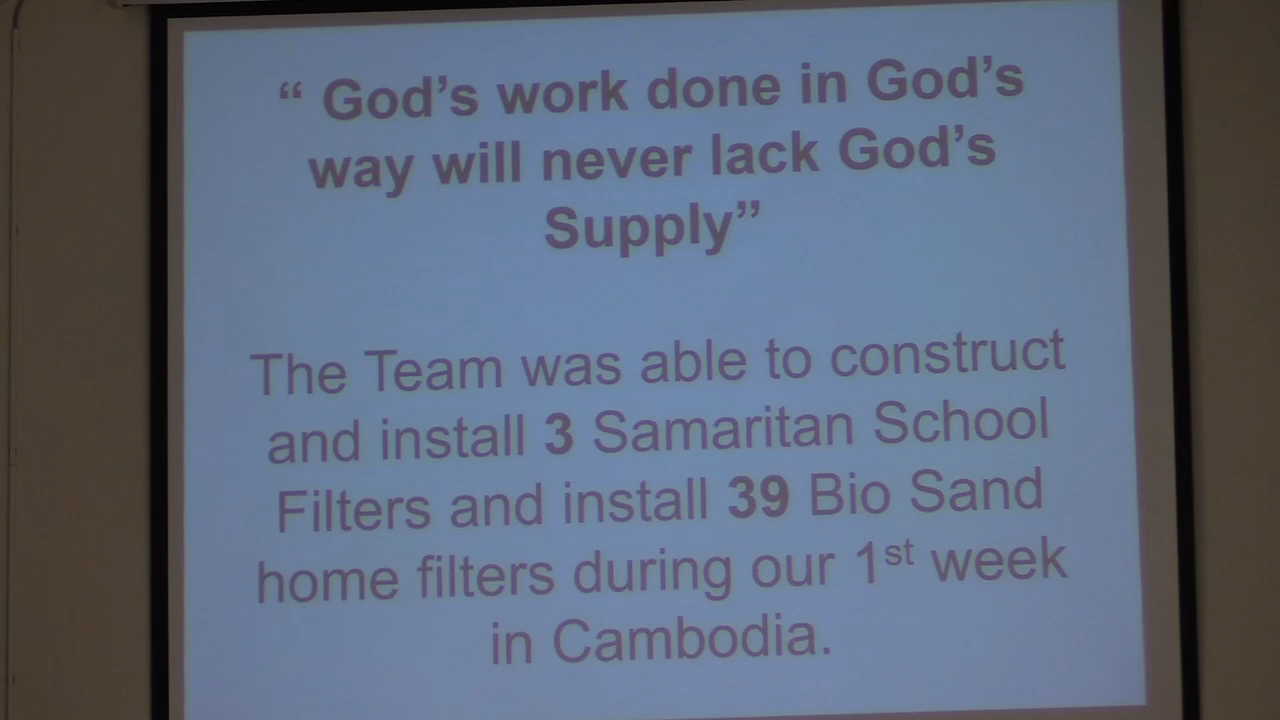 “ God’s work done in God’s
way will never lack God’s
Supply”
The Team was able to construct
and install 3 Samaritan School
Filters and install 39 Bio Sand
home filters during our 1st week
in Cambodia.